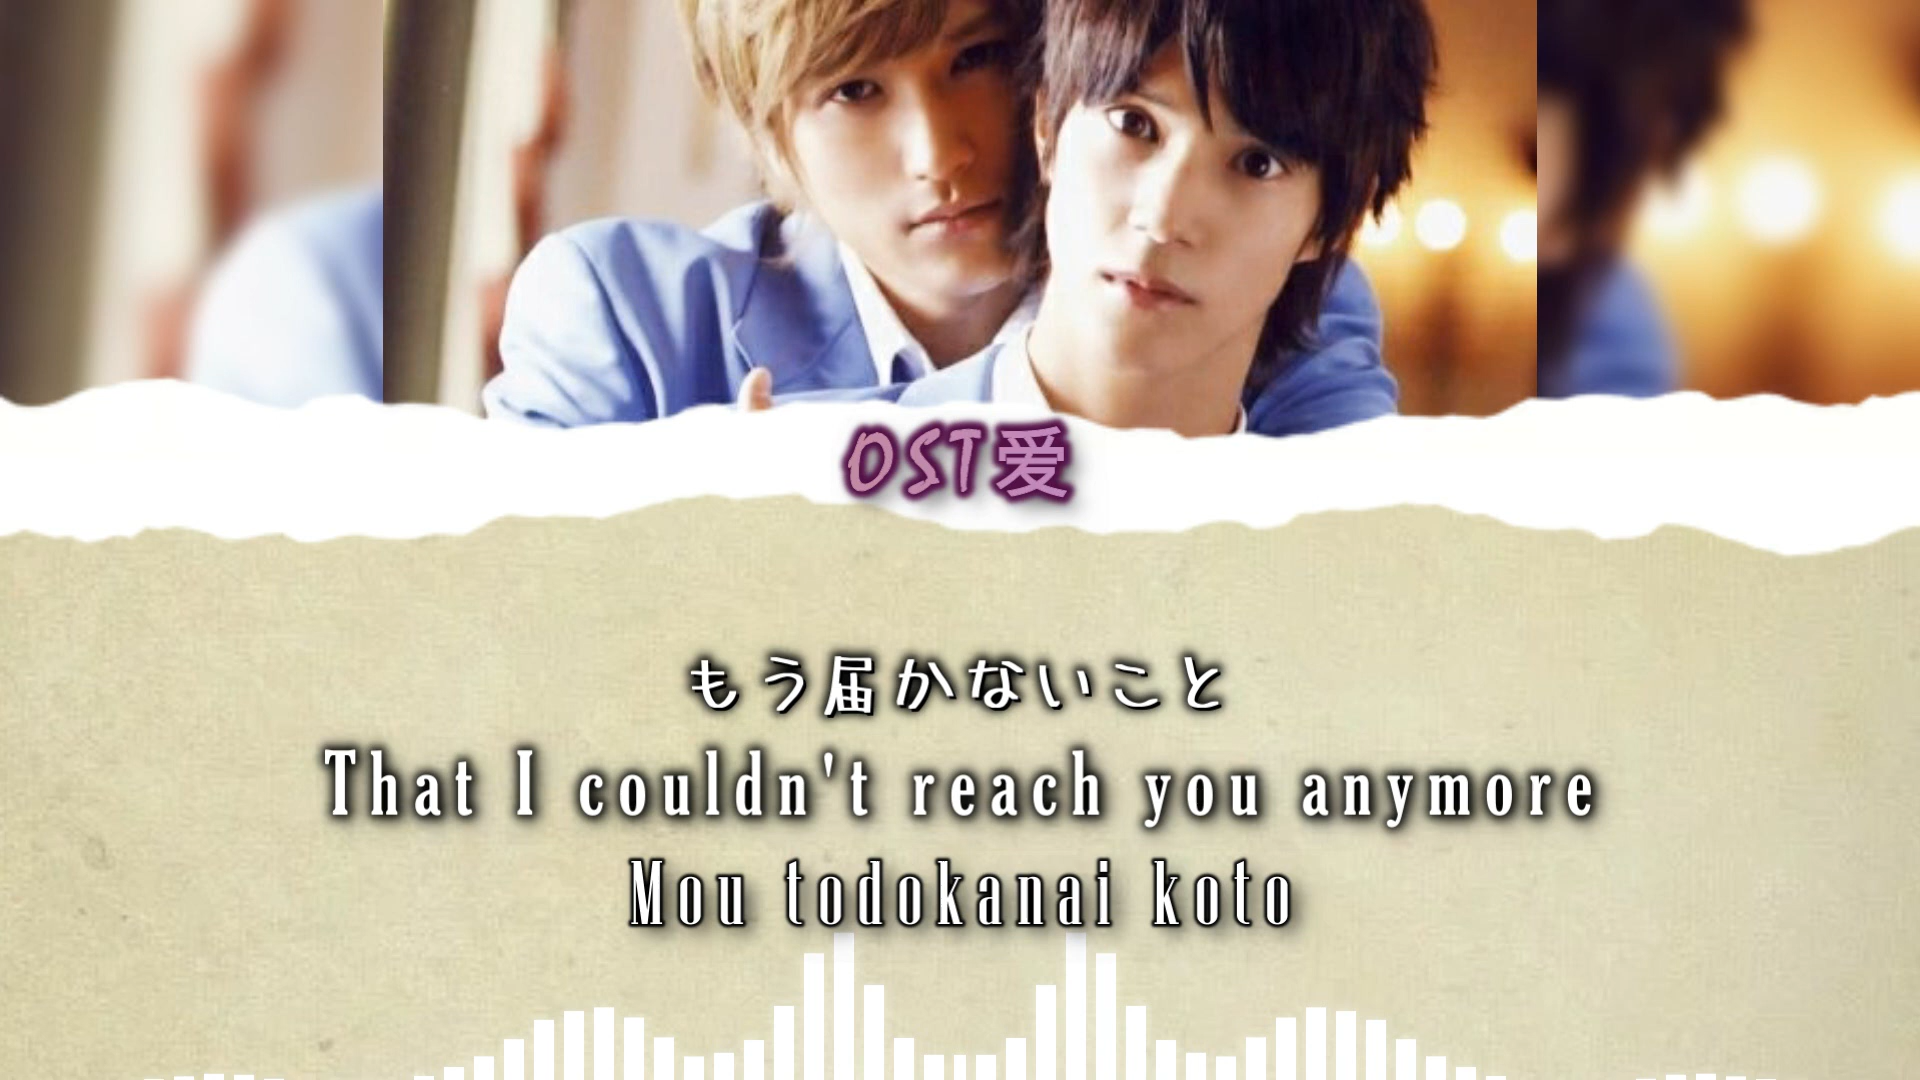 OST爱
もう届かないこと
That I couldn't reach you anymore
Mou todokanai koto